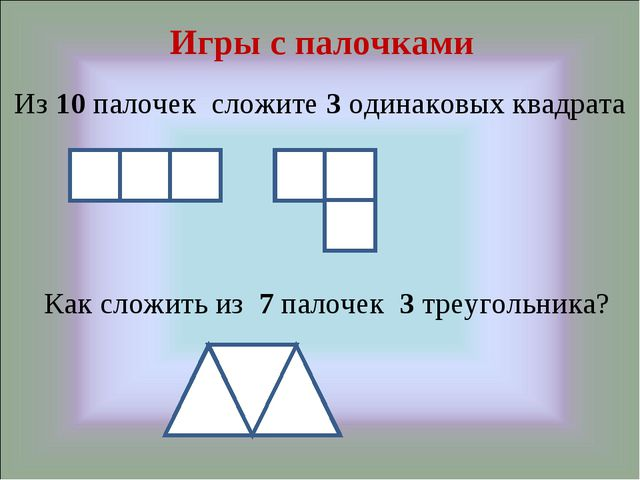 Игры с палочками
Из 10 палочек сложите 3 одинаковых квадрата
Как сложить из 7 палочек 3 треугольника?